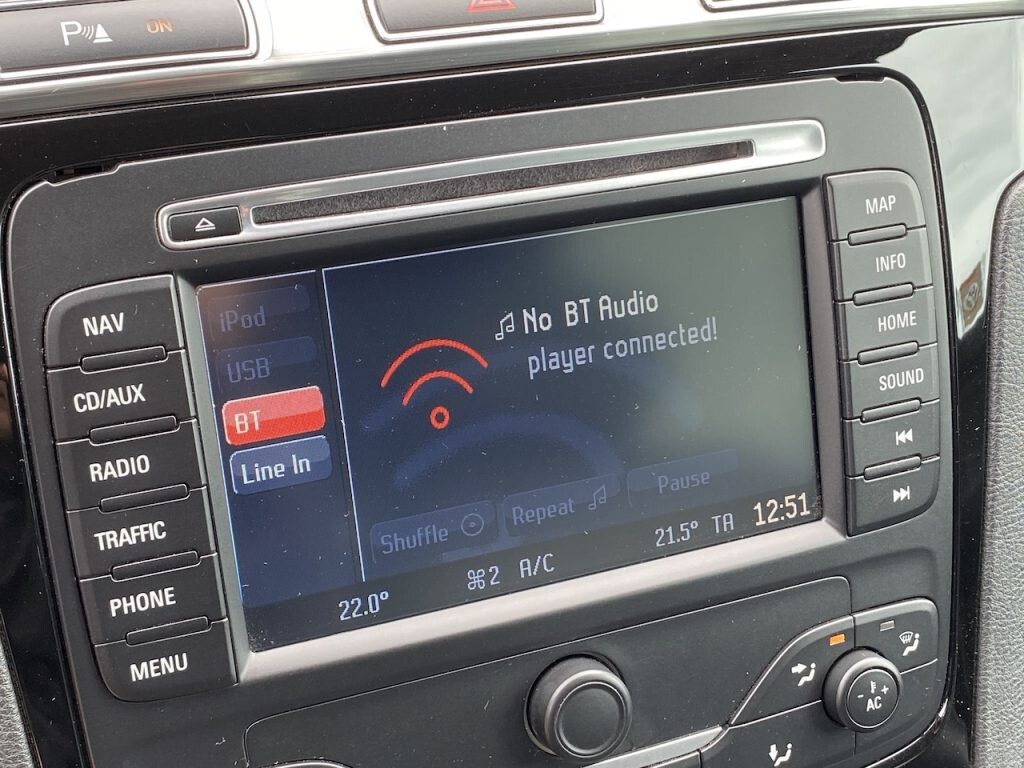 P ON
MAP
INFO
HOME
SOUND
NAV
CD/AUX
RADIO
TRAFFIC
PHONE
MENU
iPod
USB
BT
Line In
No BT Audio
player connected!
Shuffle
Repeat
Pause
22.0°
2 A/C
21.5° TA 12:51
- +
AC